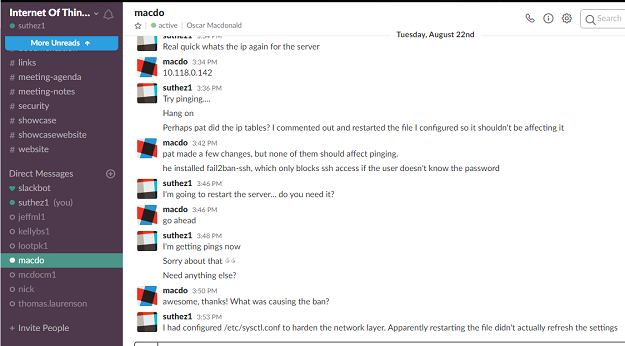 Internet Of Thin...
suthez1
More Unreads ↑
# links
# meeting-agenda
# meeting-notes
# security
# showcase
# showcasewebsite
# website
Direct Messages
slackbot
suthez1 (you)
jeffml1
kellybs1
lootpk1
macdo
mcdocm1
nick
thomas.laurenson
+ Invite People
macdo
active | Oscar Macdonald
Search
Tuesday, August 22nd
suthez1 3:34 PM
Real quick whats the ip again for the server
macdo 3:34 PM
10.118.0.142
suthez1 3:36 PM
Try pinging....
Hang on
Perhaps pat did the ip tables? I commented out and restarted the file I configured so it shouldn't be affecting it
macdo 3:42 PM
pat made a few changes, but none of them should affect pinging.
he installed fail2ban-ssh, which only blocks ssh access if the user doesn't know the password
suthez1 3:46 PM
I'm going to restart the server... do you need it?
macdo 3:46 PM
go ahead
suthez1 3:48 PM
I'm getting pings now
Sorry about that
Need anything else?
macdo 3:50 PM
awesome, thanks! What was causing the ban?
suthez1 3:53 PM
I had configured /etc/sysctl.conf to harden the network layer. Apparently restarting the file didn't actually refresh the settings